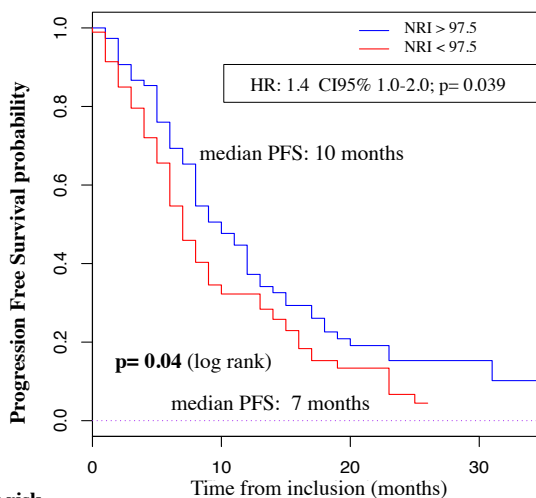 NRI > 97.5
NRI < 97.5
HR: 1.4 CI95% 1.0-2.0; p= 0.039
median PFS: 10 months
p= 0.04 (log rank)
median PFS: 7 months
Progression Free Survival probability
1.0
0.8
0.6
0.4
0.2
0.0
0 10 20 30
Time from inclusion (months)
risk